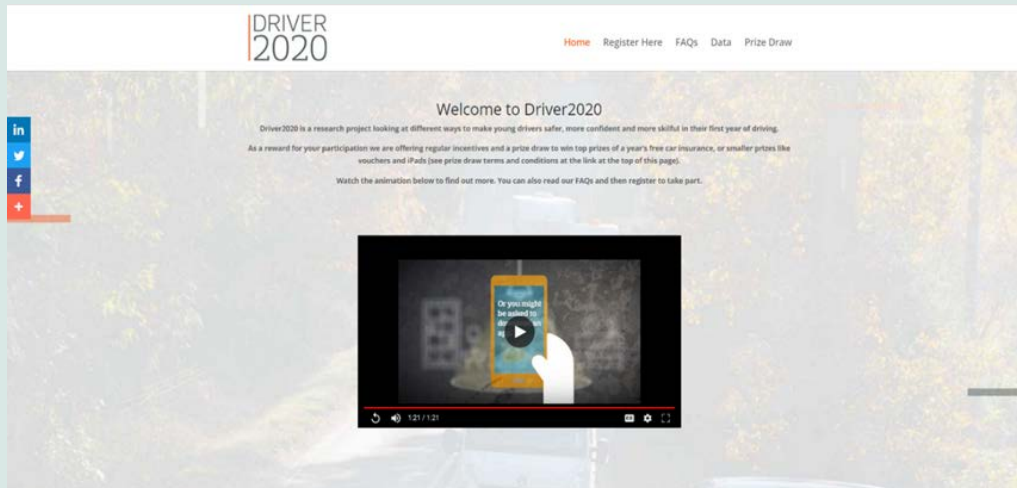 DRIVER
2020
Home Register Here FAQs Data Prize Draw
Welcome to Driver2020
Driver2020 is a research project looking at different ways to make young drivers safer, more confident and more skilful in their first year of driving.
As a reward for your participation we are offering regular incentives and a prize draw to win top prizes of a year's free car insurance, or smaller prizes like
vouchers and iPads (see prize draw terms and conditions at the link at the top of this page).
Watch the animation below to find out more. You can also read our FAQs and then register to take part.
in
f
+
Or you might
be asked to
1:21 / 1:21